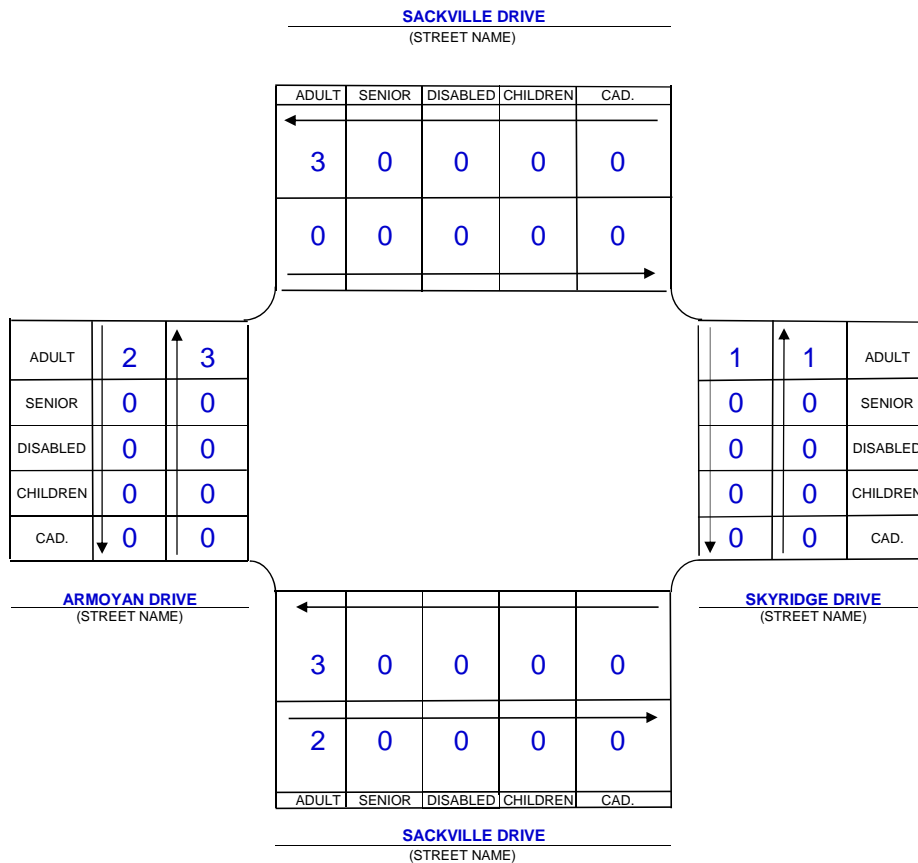 SACKVILLE DRIVE
(STREET NAME)
ADULT SENIOR DISABLED CHILDREN CAD.
3 0 0 0 0
0 0 0 0 0
ADULT 2 3
SENIOR 0 0
DISABLED 0 0
CHILDREN 0 0
CAD. 0 0
1 1 ADULT
0 0 SENIOR
0 0 DISABLED
0 0 CHILDREN
0 0 CAD.
ARMOYAN DRIVE
(STREET NAME)
SKYRIDGE DRIVE
(STREET NAME)
3 0 0 0 0
2 0 0 0 0
ADULT SENIOR DISABLED CHILDREN CAD.
SACKVILLE DRIVE
(STREET NAME)